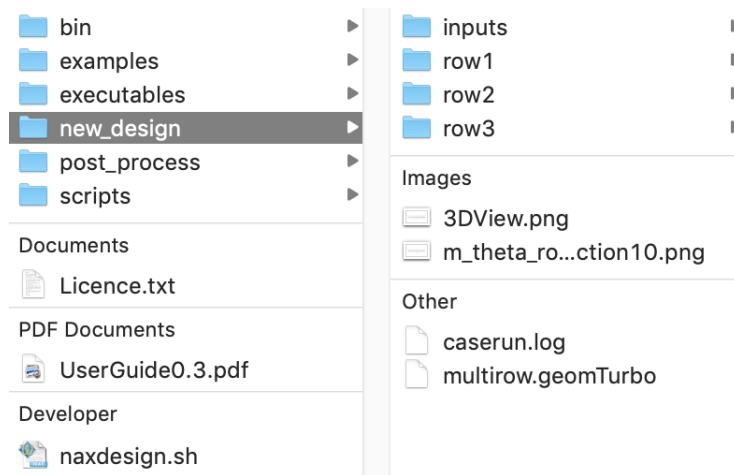 bin
examples
executables
new_design
post_process
scripts
Documents
Licence.txt
PDF Documents
UserGuide0.3.pdf
Developer
naxdesign.sh
inputs
row1
row2
row3
Images
3DView.png
m_theta_ro...ction10.png
Other
caserun.log
multirow.geomTurbo